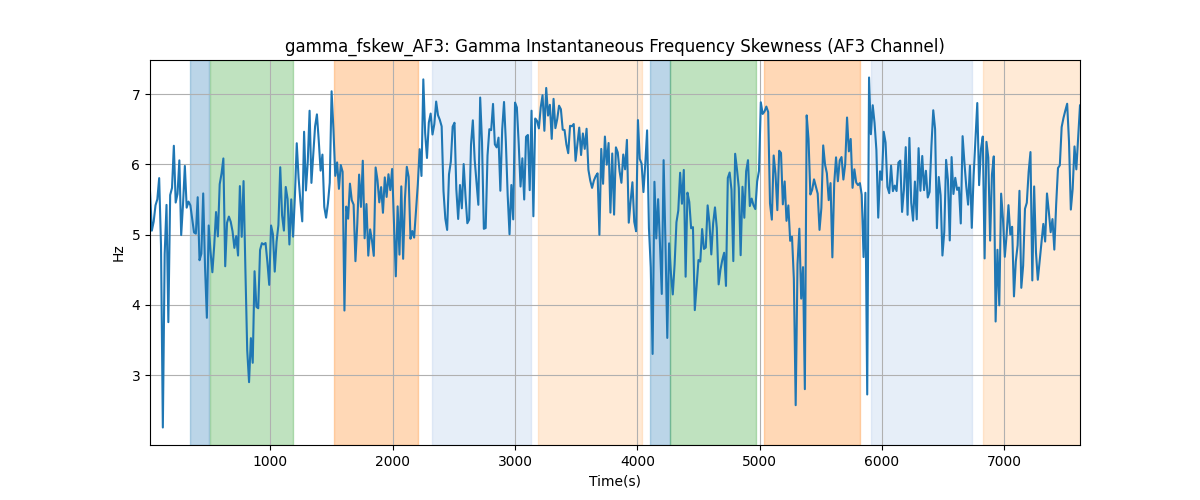 gamma_fskew_AF3: Gamma Instantaneous Frequency Skewness (AF3 Channel)
7
6
5
4
3
Hz
1000 2000 3000 4000 5000 6000 7000
Time(s)